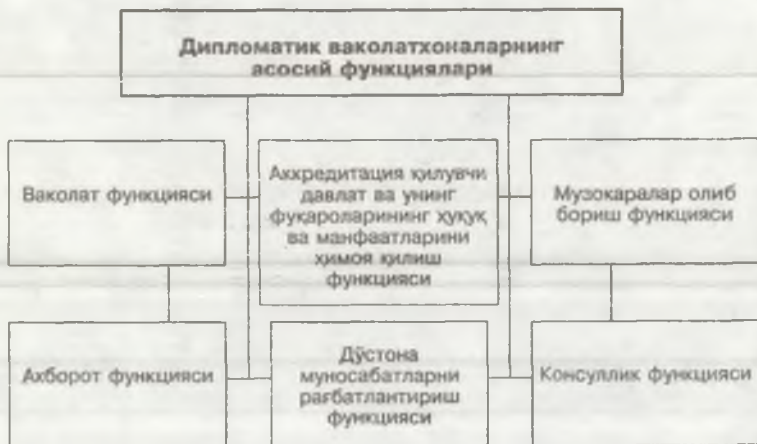 Дипломатик ваколатхоналарнинг
асосий функциялари
Ваколат функцияси
Аккредитация қилувчи
давлат ва унинг
фуқароларининг ҳуқуқ
ва манфаатларини
ҳимоя қилиш
функцияси
Музокаралар олиб
бориш функцияси
Ахборот функцияси
Дўстона
муносабатларни
рағбатлантириш
функцияси
Консуллик функцияси